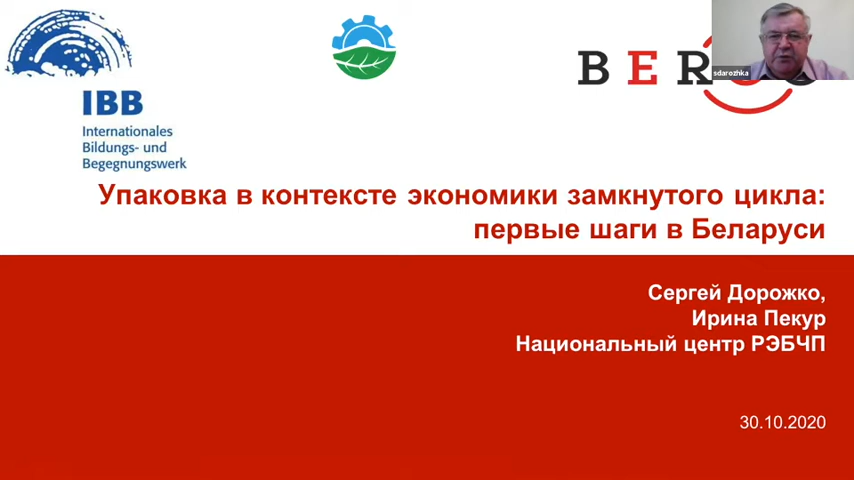 IBB
Internationales
Bildungs- und
Begegnungswerk
BER
sdarozhka
Упаковка в контексте экономики замкнутого цикла:
первые шаги в Беларуси
Сергей Дорожко,
Ирина Пекур
Национальный центр РЭБЧП
30.10.2020